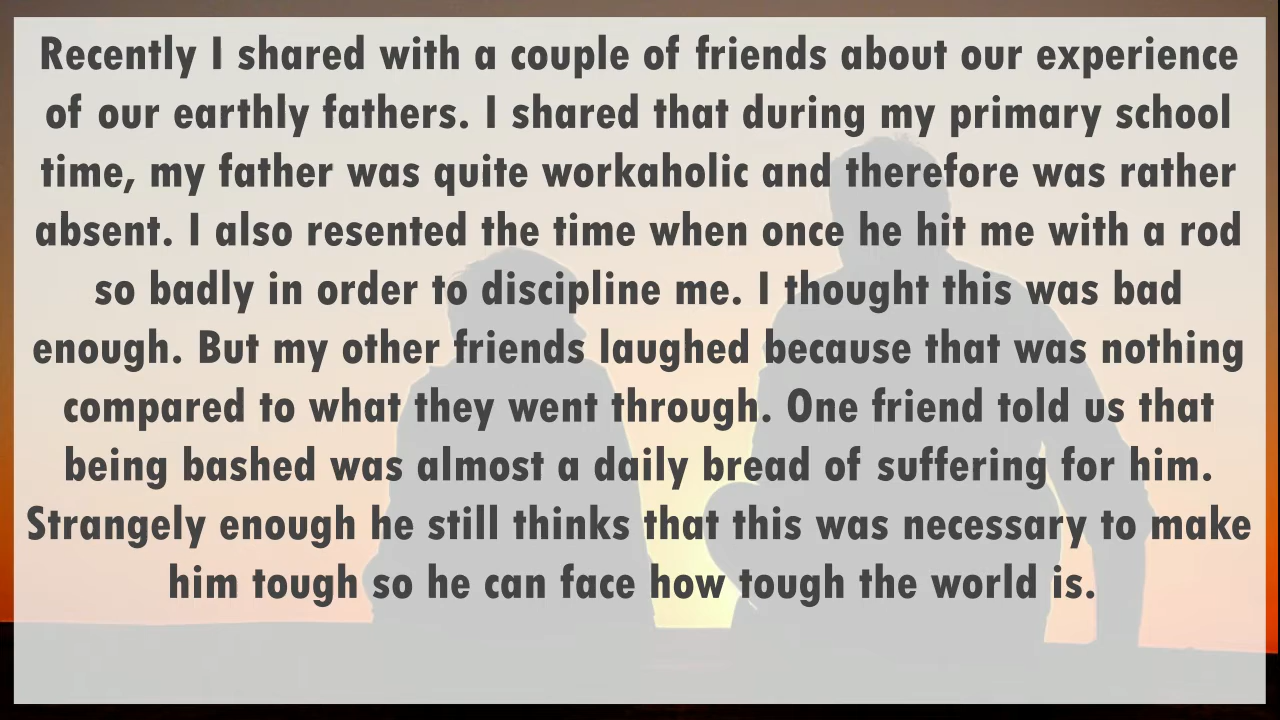 Recently I shared with a couple of friends about our experience
of our earthly fathers. I shared that during my primary school
time, my father was quite workaholic and therefore was rather
absent. I also resented the time when once he hit me with a rod
so badly in order to discipline me. I thought this was bad
enough. But my other friends laughed because that was nothing
compared to what they went through. One friend told us that
being bashed was almost a daily bread of suffering for him.
Strangely enough he still thinks that this was necessary to make
him tough so he can face how tough the world is.